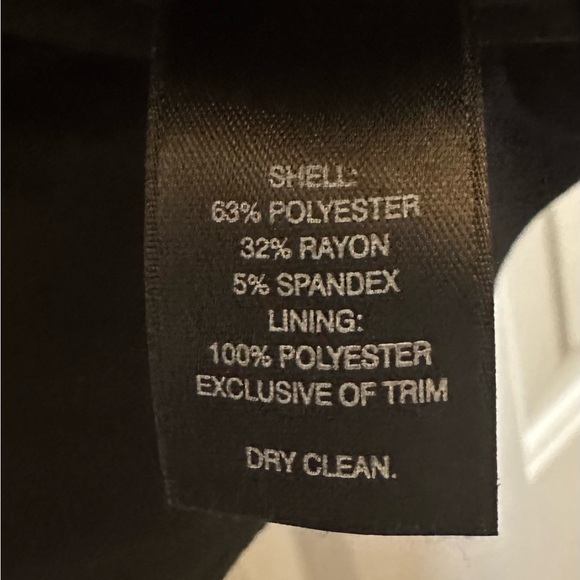 SHELL:
63% POLYESTER
32% RAYON
5% SPANDEX
LINING:
100% POLYESTER
EXCLUSIVE OF TRIM
DRY CLEAN.